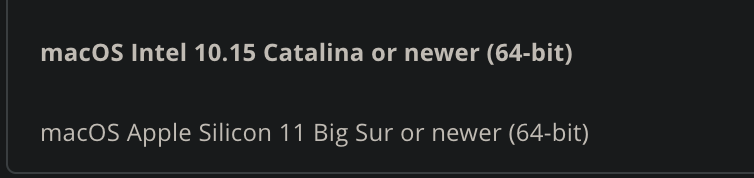 macOS Intel 10.15 Catalina or newer (64-bit)
macOS Apple Silicon 11 Big Sur or newer (64-bit)